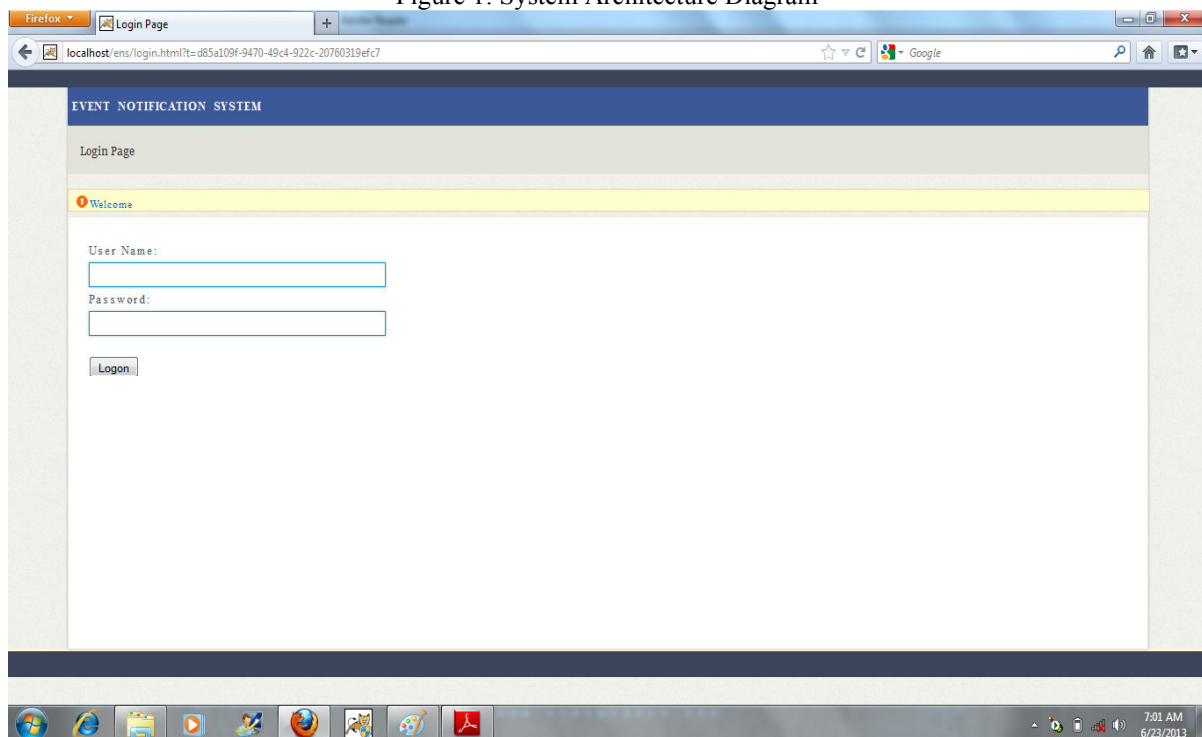 Figure 1: System Architecture Diagram
Firefox
Login Page
+
localhost/ens/login.html?t=d85a109f-9470-49c4-922c-20760319efc7
Google
EVENT NOTIFICATION SYSTEM
Login Page
Welcome
User Name:
Password:
Logon
7:01 AM
6/23/2013